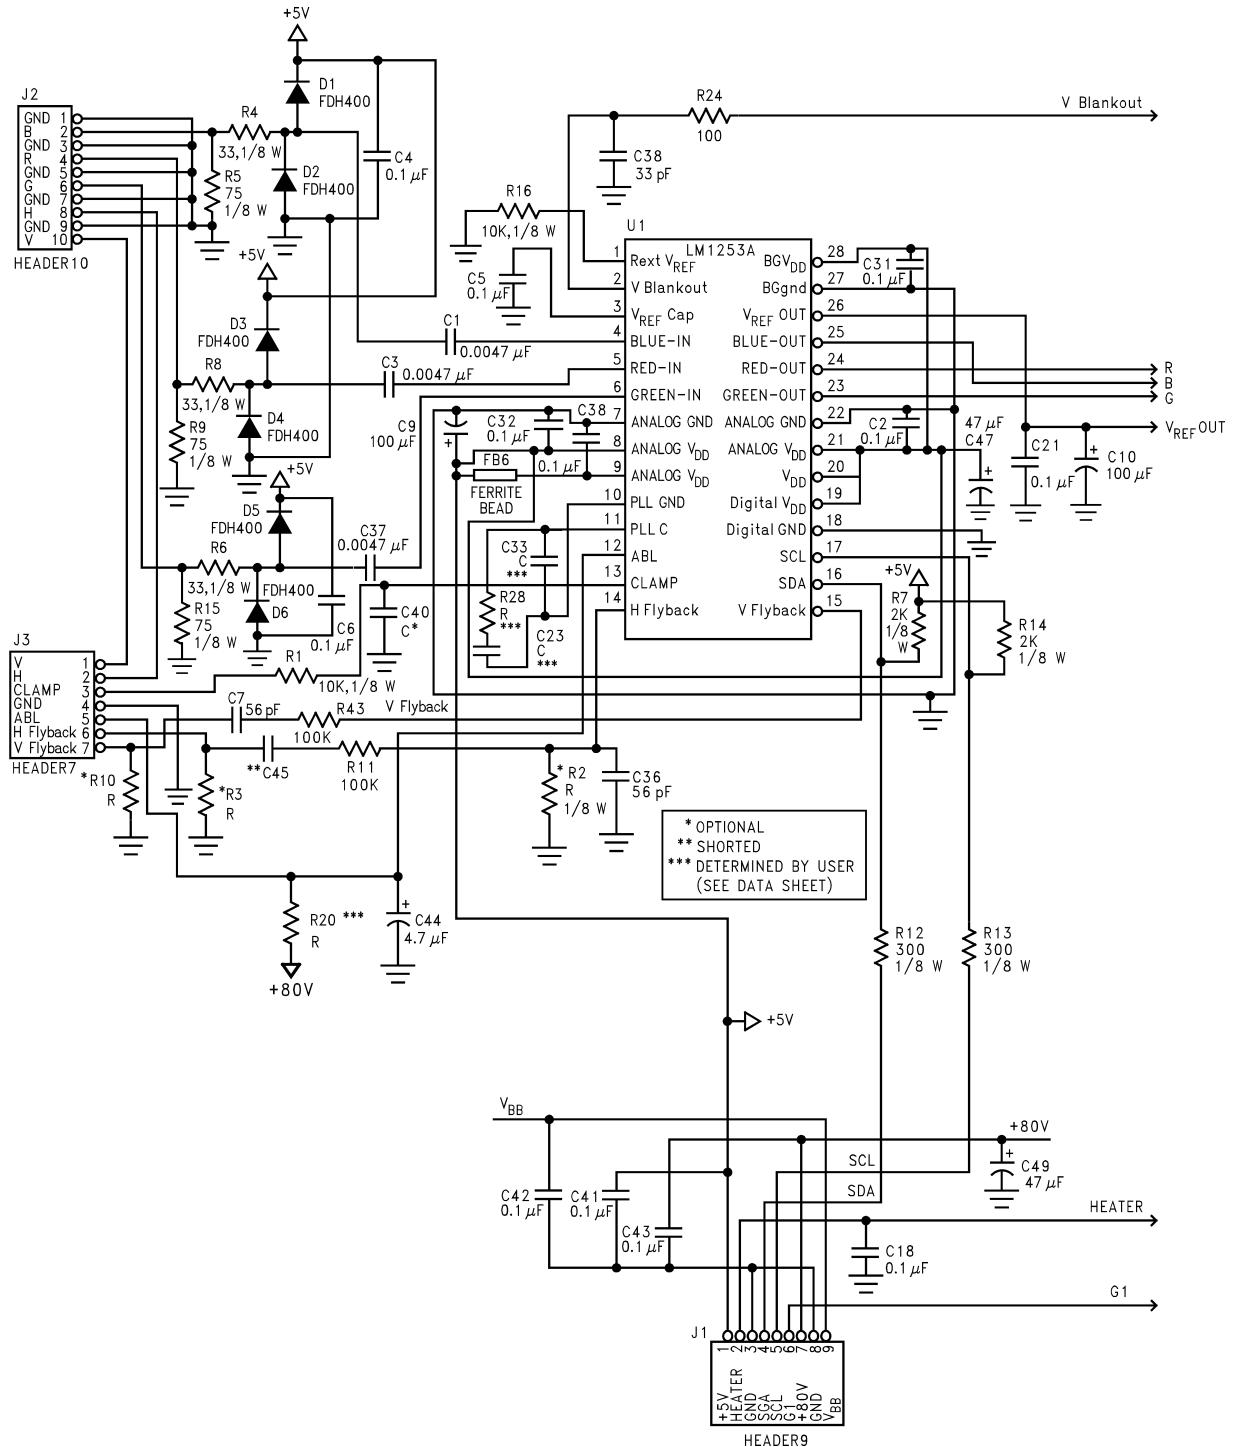 +5V
J2
GND 1
B 2
GND 3
R 4
GND 5
G 6
GND 7
H 8
GND 9
V 10
HEADER10
R4
33,1/8 W
R5
75
1/8 W
D1
FDH400
D2
FDH400
C4
0.1 µF
+5V
D3
FDH400
R8
33,1/8 W
R9
75
1/8 W
D4
FDH400
+5V
D5
FDH400
R6
33,1/8 W
FDH400
D6
R15
75
1/8 W
C6
0.1 µF
C37
0.0047 µF
C1
0.0047 µF
C3
0.0047 µF
R24
100
V Blankout
C38
33 pF
R16
10K,1/8 W
C5
0.1 µF
U1
LM1253A
1 Rext VREF
2 V Blankout
3 VREF Cap
4 BLUE-IN
5 RED-IN
6 GREEN-IN
7 ANALOG GND
8 ANALOG VDD
9 ANALOG VDD
10 PLL GND
11 PLL C
12 ABL
13 CLAMP
14 H Flyback
BGVDD 28
BGgnd 27
VREF OUT 26
BLUE-OUT 25
RED-OUT 24
GREEN-OUT 23
ANALOG GND 22
ANALOG VDD 21
VDD 20
Digital VDD 19
Digital GND 18
SCL 17
SDA 16
V Flyback 15
C31
0.1 µF
R
B
G
C2
0.1 µF
47 µF
C47
+
VREF OUT
C21
0.1 µF
+
C10
100 µF
C9
100 µF
+
C32
0.1 µF
C38
0.1 µF
FB6
FERRITE
BEAD
C33
C
***
R28
R
***
C23
C
***
C40
C*
+5V
R7
2K
1/8
W
R14
2K
1/8 W
J3
V 1
H 2
CLAMP 3
GND 4
ABL 5
H Flyback 6
V Flyback 7
HEADER7
R1
10K,1/8 W
C7
56 pF
R43
100K
V Flyback
**C45
R11
100K
*R10
R
*R3
R
* R2
R
1/8 W
C36
56 pF
* OPTIONAL
** SHORTED
*** DETERMINED BY USER
(SEE DATA SHEET)
R20 ***
R
+80V
+
C44
4.7 µF
R12
300
1/8 W
R13
300
1/8 W
+5V
VBB
+80V
+
C49
47 µF
SCL
SDA
C42
0.1 µF
C41
0.1 µF
C43
0.1 µF
HEATER
C18
0.1 µF
G1
J1
1 +5V
2 HEATER
3 GND
4 SGA
5 SCL
6 G1
7 +80V
8 GND
9 VBB
HEADER9